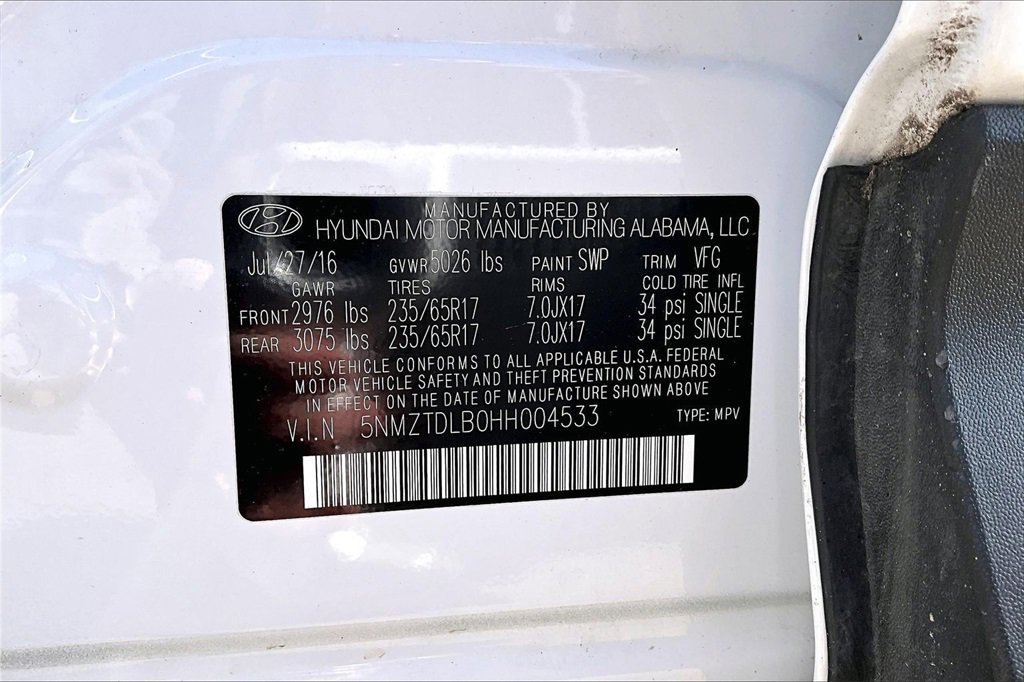 MANUFACTURED BY
HYUNDAI MOTOR MANUFACTURING ALABAMA, LLC
Jul/27/16 GVWR 5026 lbs PAINT SWP TRIM VFG
GAWR TIRES RIMS COLD TIRE INFL
FRONT 2976 lbs 235/65R17 7.0JX17 34 psi SINGLE
REAR 3075 lbs 235/65R17 7.0JX17 34 psi SINGLE
THIS VEHICLE CONFORMS TO ALL APPLICABLE U.S.A. FEDERAL
MOTOR VEHICLE SAFETY AND THEFT PREVENTION STANDARDS
IN EFFECT ON THE DATE OF MANUFACTURE SHOWN ABOVE
V.I.N 5NMZTDLB0HH004533 TYPE: MPV